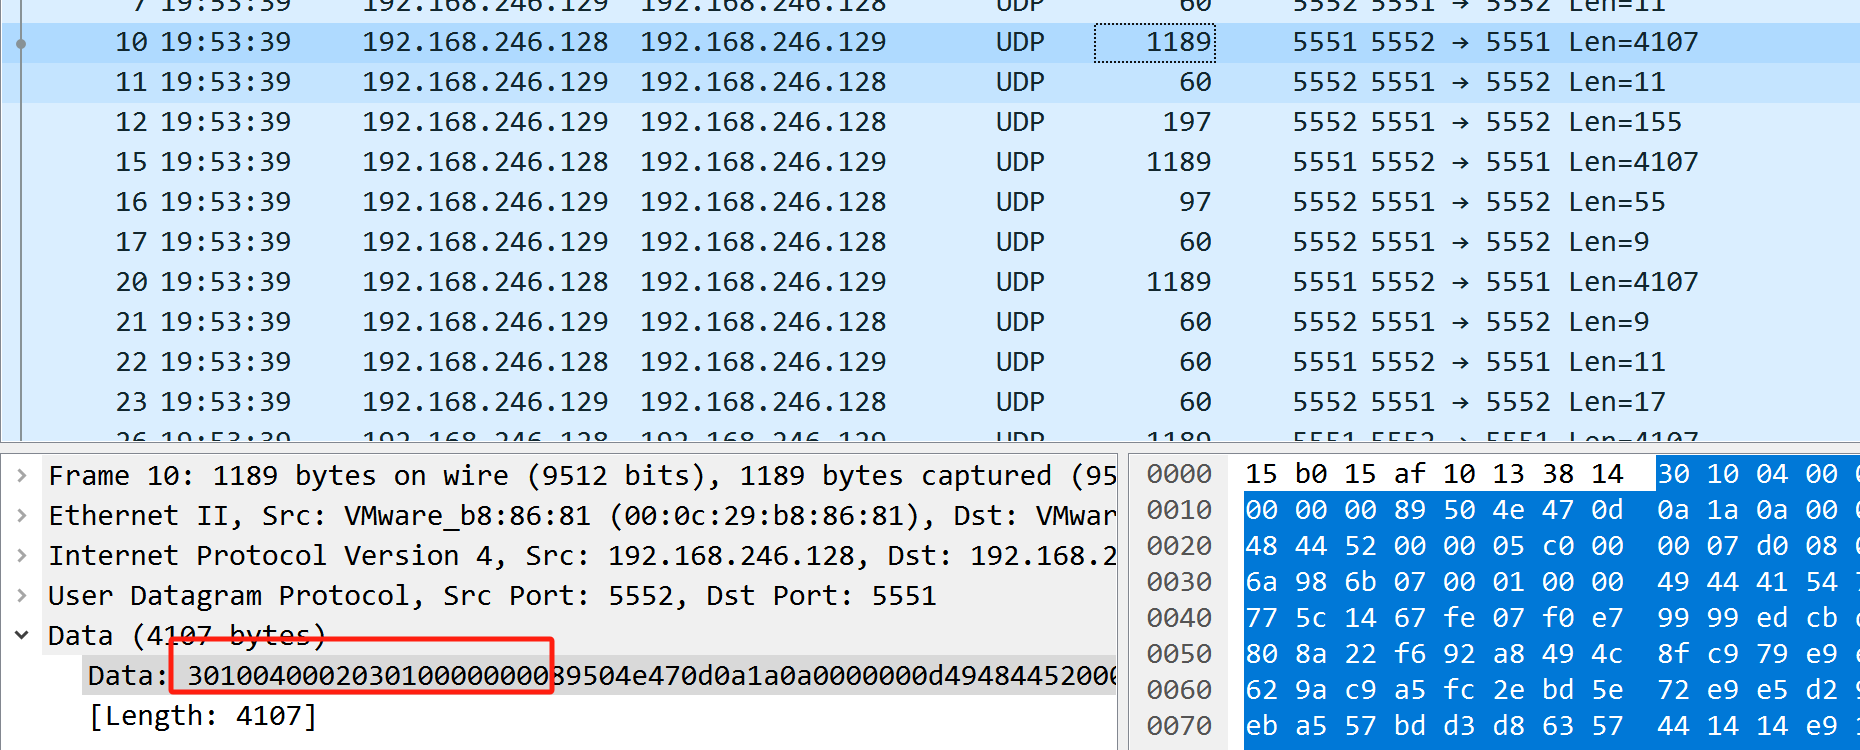 7 19:53:39 192.168.246.129 192.168.246.128 UDP 60 5552 5551 → 5552 Len=11
10 19:53:39 192.168.246.128 192.168.246.129 UDP 1189 5551 5552 → 5551 Len=4107
11 19:53:39 192.168.246.129 192.168.246.128 UDP 60 5552 5551 → 5552 Len=11
12 19:53:39 192.168.246.129 192.168.246.128 UDP 197 5552 5551 → 5552 Len=155
15 19:53:39 192.168.246.128 192.168.246.129 UDP 1189 5551 5552 → 5551 Len=4107
16 19:53:39 192.168.246.129 192.168.246.128 UDP 97 5552 5551 → 5552 Len=55
17 19:53:39 192.168.246.129 192.168.246.128 UDP 60 5552 5551 → 5552 Len=9
20 19:53:39 192.168.246.128 192.168.246.129 UDP 1189 5551 5552 → 5551 Len=4107
21 19:53:39 192.168.246.129 192.168.246.128 UDP 60 5552 5551 → 5552 Len=9
22 19:53:39 192.168.246.128 192.168.246.129 UDP 60 5551 5552 → 5551 Len=11
23 19:53:39 192.168.246.129 192.168.246.128 UDP 60 5552 5551 → 5552 Len=17
26 19:53:39 192.168.246.128 192.168.246.129 UDP 1189 5551 5552 → 5551 Len=4107
Frame 10: 1189 bytes on wire (9512 bits), 1189 bytes captured (95
Ethernet II, Src: VMware_b8:86:81 (00:0c:29:b8:86:81), Dst: VMwar
Internet Protocol Version 4, Src: 192.168.246.128, Dst: 192.168.2
User Datagram Protocol, Src Port: 5552, Dst Port: 5551
Data (4107 bytes)
Data: 301004000203010000000089504e470d0a1a0a0000000d494844520000
[Length: 4107]
0000 15 b0 15 af 10 13 38 14 30 10 04 00
0010 00 00 00 89 50 4e 47 0d 0a 1a 0a 00
0020 48 44 52 00 00 05 c0 00 00 07 d0 08
0030 6a 98 6b 07 00 01 00 00 49 44 41 54
0040 77 5c 14 67 fe 07 f0 e7 99 99 ed cb
0050 80 8a 22 f6 92 a8 49 4c 8f c9 79 e9
0060 62 9a c9 a5 fc 2e bd 5e 72 e9 e5 d2
0070 eb a5 57 bd d3 d8 63 57 44 14 14 e9